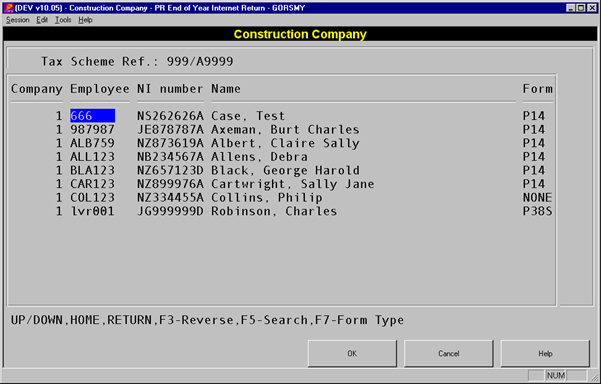 (DEV v10.05) - Construction Company - PR End of Year Internet Return - GORSMY
Session Edit Tools Help
Construction Company
Tax Scheme Ref.: 999/A9999
Company Employee NI number Name Form
1 666 NS262626A Case, Test P14
1 987987 JE878787A Axeman, Burt Charles P14
1 ALB759 NZ873619A Albert, Claire Sally P14
1 ALL123 NB234567A Allens, Debra P14
1 BLA123 NZ657123D Black, George Harold P14
1 CAR123 NZ899976A Cartwright, Sally Jane P14
1 COL123 NZ334455A Collins, Philip NONE
1 lvr001 JG999999D Robinson, Charles P38S
UP/DOWN,HOME,RETURN,F3-Reverse,F5-Search,F7-Form Type
OK Cancel Help
NUM